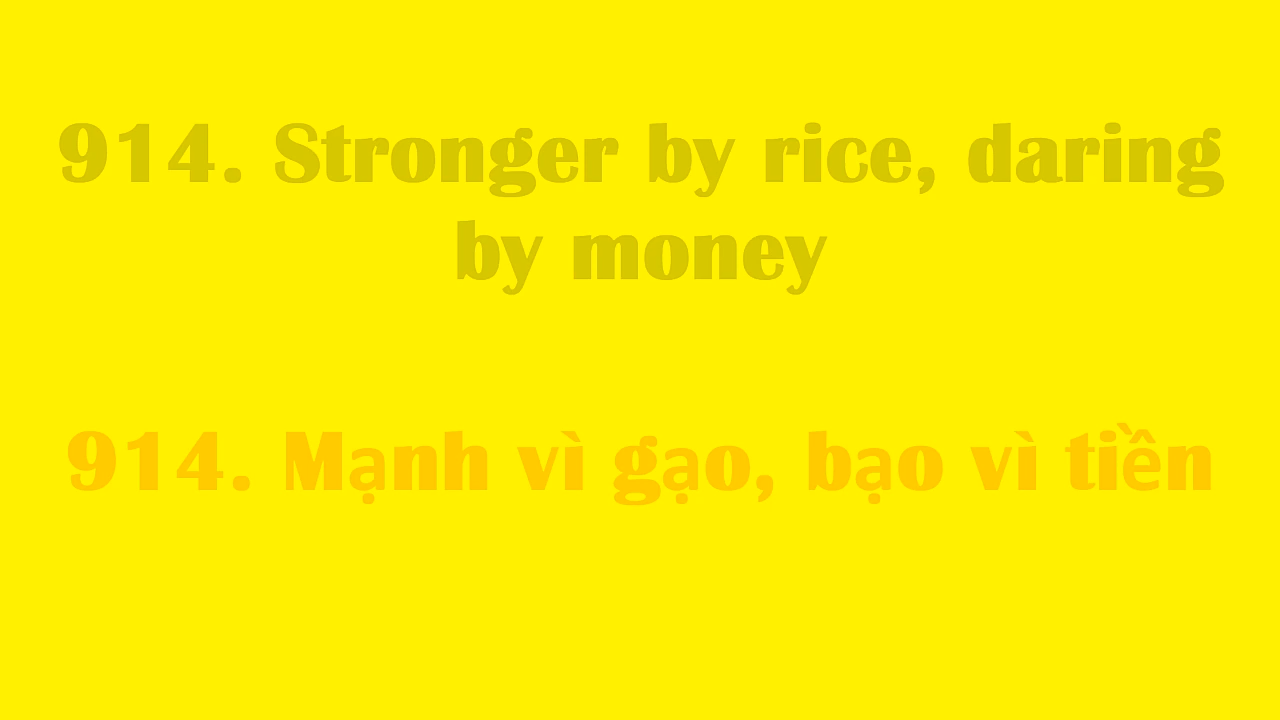 914. Stronger by rice, daring
by money
914. Mạnh vì gạo, bạo vì tiền